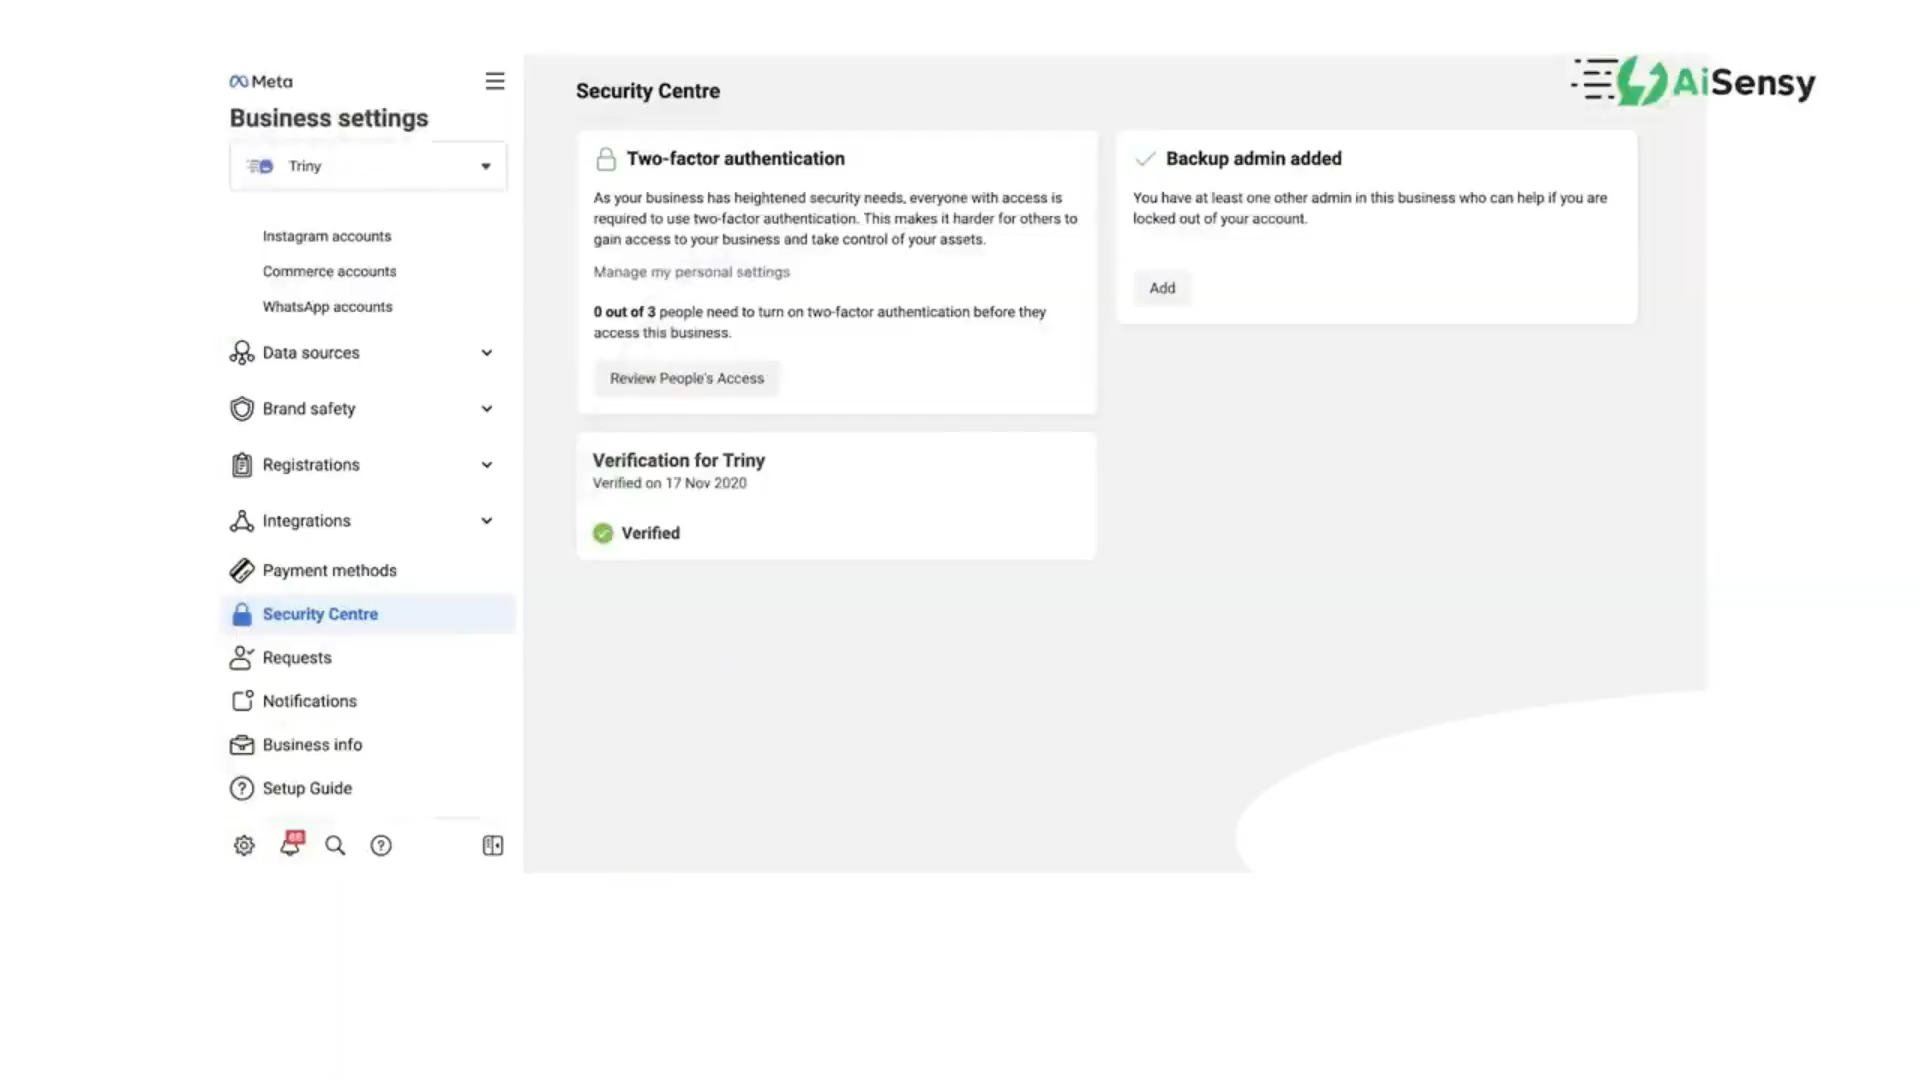 Meta
Business settings
Triny
Instagram accounts
Commerce accounts
WhatsApp accounts
Data sources
Brand safety
Registrations
Integrations
Payment methods
Security Centre
Requests
Notifications
Business info
Setup Guide
Security Centre
Two-factor authentication
As your business has heightened security needs, everyone with access is
required to use two-factor authentication. This makes it harder for others to
gain access to your business and take control of your assets.
Manage my personal settings
0 out of 3 people need to turn on two-factor authentication before they
access this business.
Review People's Access
Verification for Triny
Verified on 17 Nov 2020
Verified
Backup admin added
You have at least one other admin in this business who can help if you are
locked out of your account.
Add
AiSensy